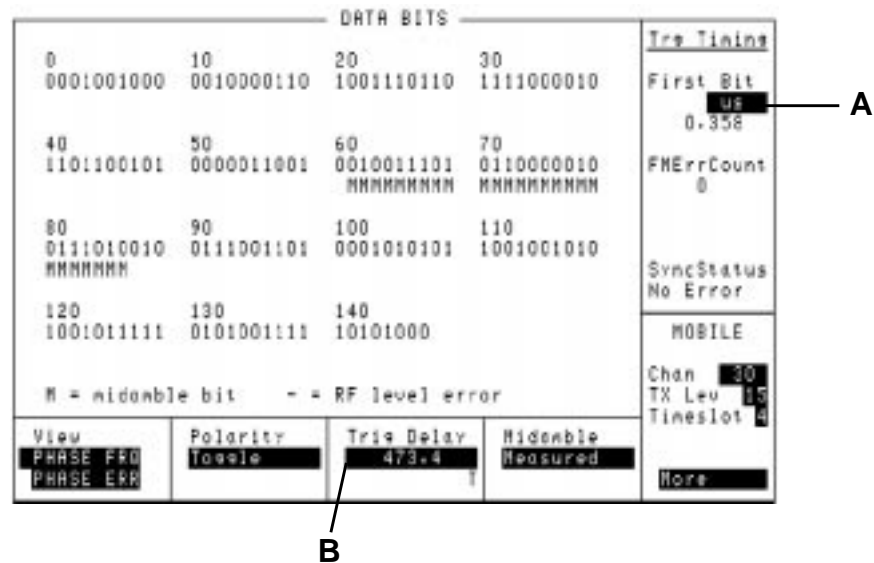 DATA BITS
0 10 20 30
0001001000 0010000110 1001110110 1111000010
40 50 60 70
1101100101 0000011001 0010011101 0110000010
MMMMMMMMM MMMMMMMMMM
80 90 100 110
0111010010 0111001101 0001010101 1001001010
MMMMMMM
120 130 140
1001011111 0101001111 10101000
M = midamble bit - = RF level error
Trg Timing
First Bit
us
0.358
FMErrCount
0
SyncStatus
No Error
MOBILE
Chan 30
TX Lev 15
Timeslot 4
More
View
PHASE FRQ
PHASE ERR
Polarity
Toggle
Trig Delay
473.4
T
Midamble
Measured
A
B